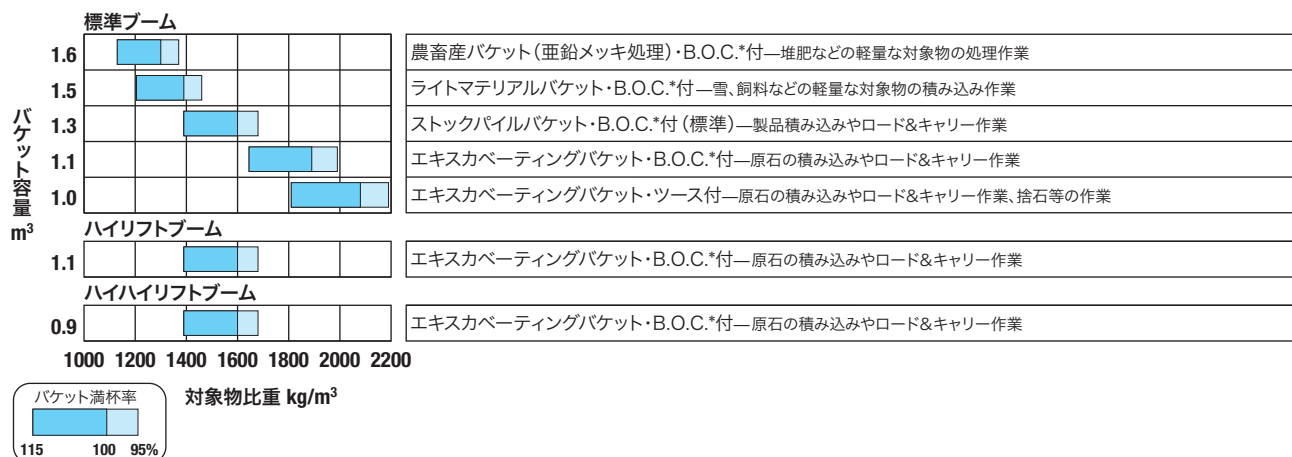 標準ブーム
1.6 農畜産バケット(亜鉛メッキ処理)・B.O.C.*付—堆肥などの軽量な対象物の処理作業
1.5 ライトマテリアルバケット・B.O.C.*付—雪、飼料などの軽量な対象物の積み込み作業
1.3 ストックパイルバケット・B.O.C.*付(標準)—製品積み込みやロード&キャリー作業
1.1 エキスカベーティングバケット・B.O.C.*付—原石の積み込みやロード&キャリー作業
1.0 エキスカベーティングバケット・ツース付—原石の積み込みやロード&キャリー作業、捨石等の作業
バケット容量 m³
ハイリフトブーム
1.1 エキスカベーティングバケット・B.O.C.*付—原石の積み込みやロード&キャリー作業
ハイハイリフトブーム
0.9 エキスカベーティングバケット・B.O.C.*付—原石の積み込みやロード&キャリー作業
1000 1200 1400 1600 1800 2000 2200
対象物比重 kg/m³
バケット満杯率
115 100 95%